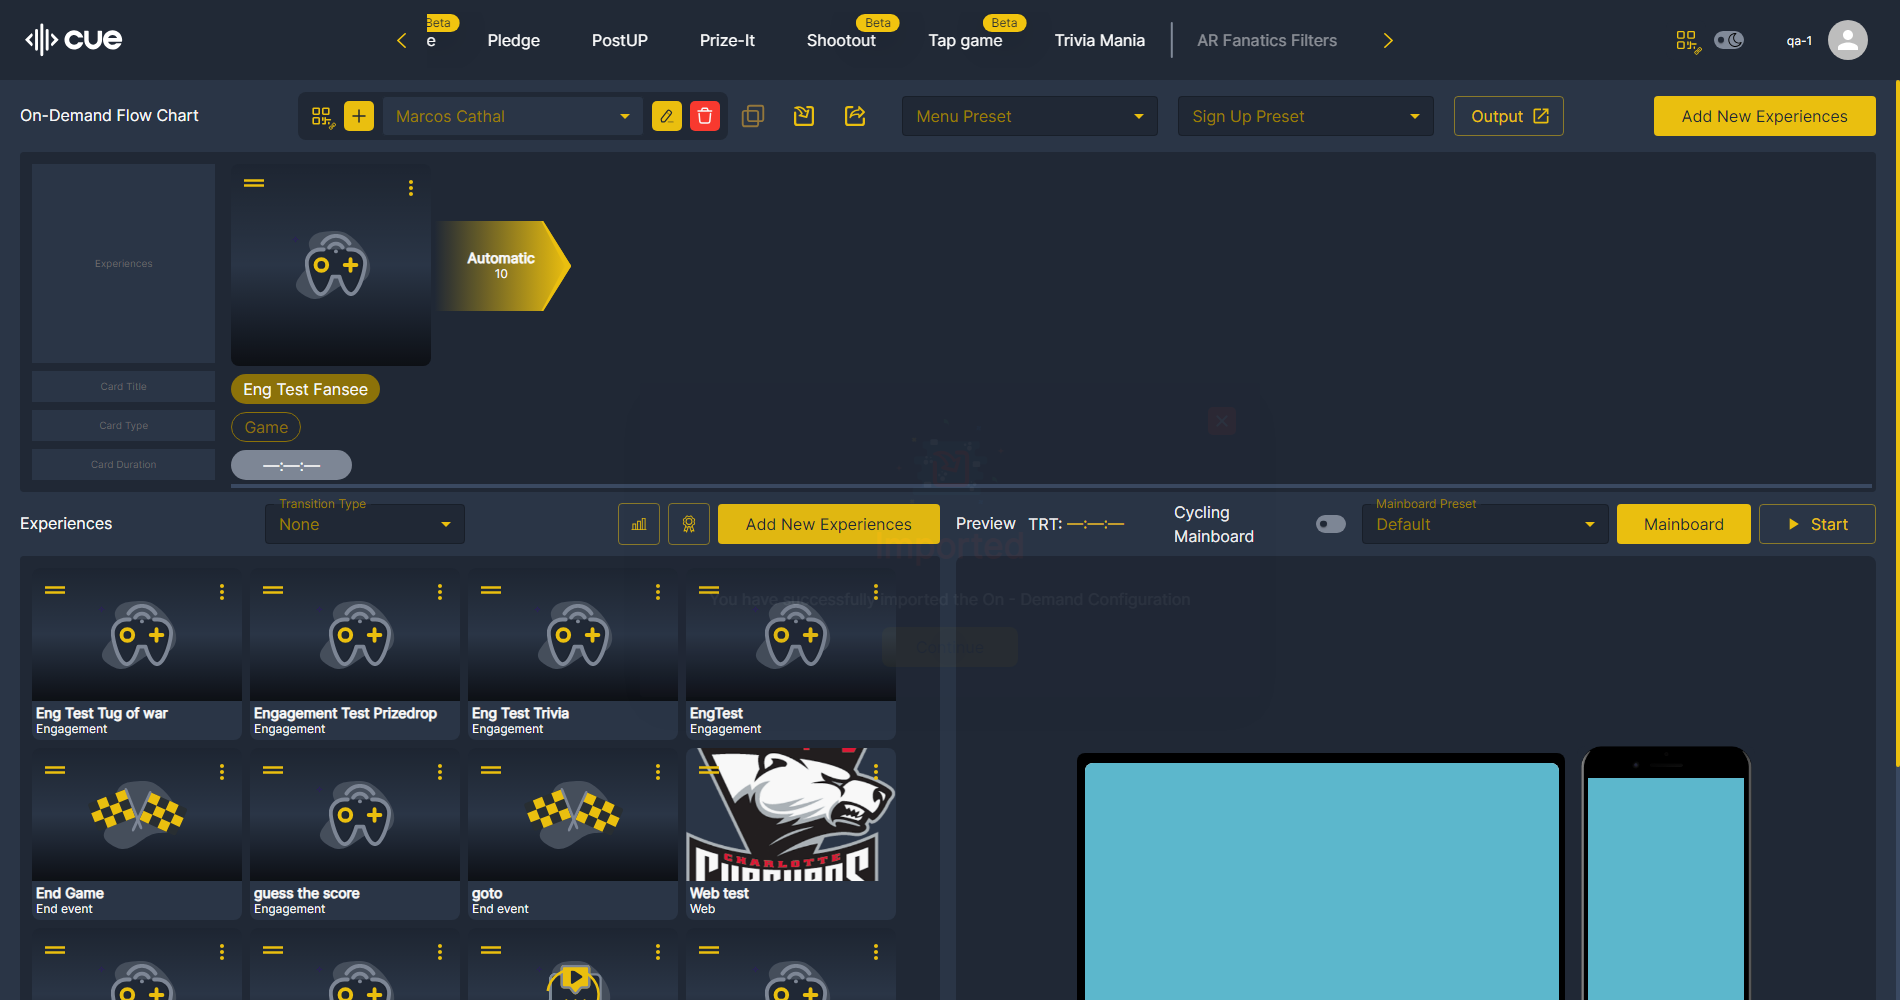 cue
e
Beta
Pledge
PostUP
Prize-It
Shootout
Beta
Tap game
Beta
Trivia Mania
AR Fanatics Filters
qa-1
On-Demand Flow Chart
Marcos Cathal
Menu Preset
Sign Up Preset
Output
Add New Experiences
Experiences
Automatic
10
Card Title
Eng Test Fansee
Card Type
Game
Card Duration
—:—:—
Experiences
Transition Type
None
Add New Experiences
Preview
TRT: —:—:—
Cycling
Mainboard
Mainboard Preset
Default
Mainboard
Start
Imported
You have successfully imported the On - Demand Configuration
Continue
Eng Test Tug of war
Engagement
Engagement Test Prizedrop
Engagement
Eng Test Trivia
Engagement
EngTest
Engagement
End Game
End event
guess the score
Engagement
goto
End event
CHARLOTTE
Web test
Web